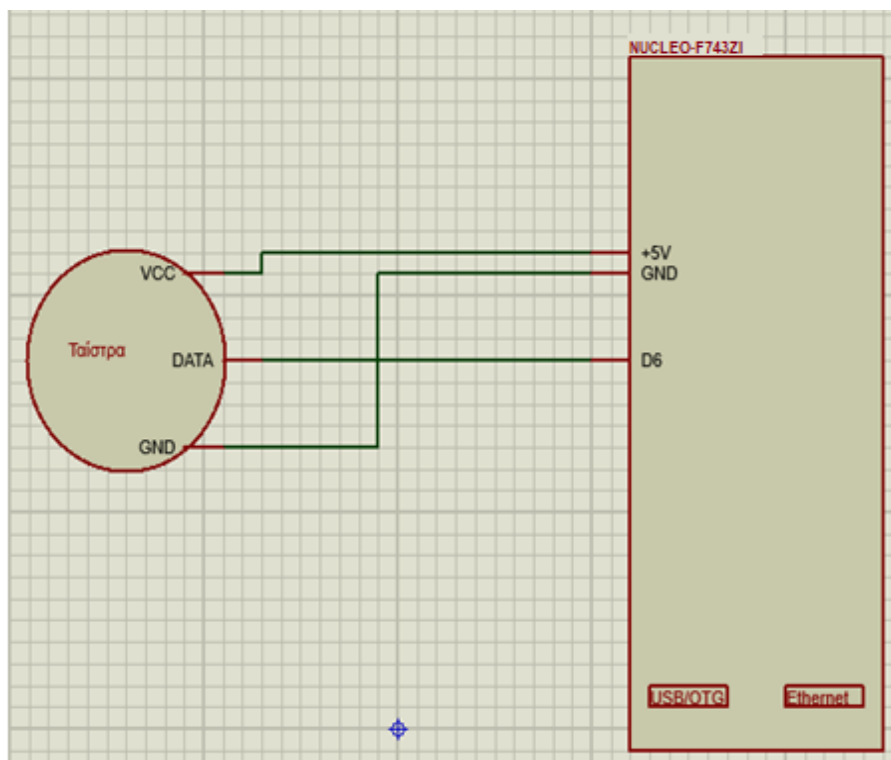 NUCLEO-F743ZI
VCC
+5V
GND
Ταίστρα
DATA
D6
GND
USB/OTG
Ethernet